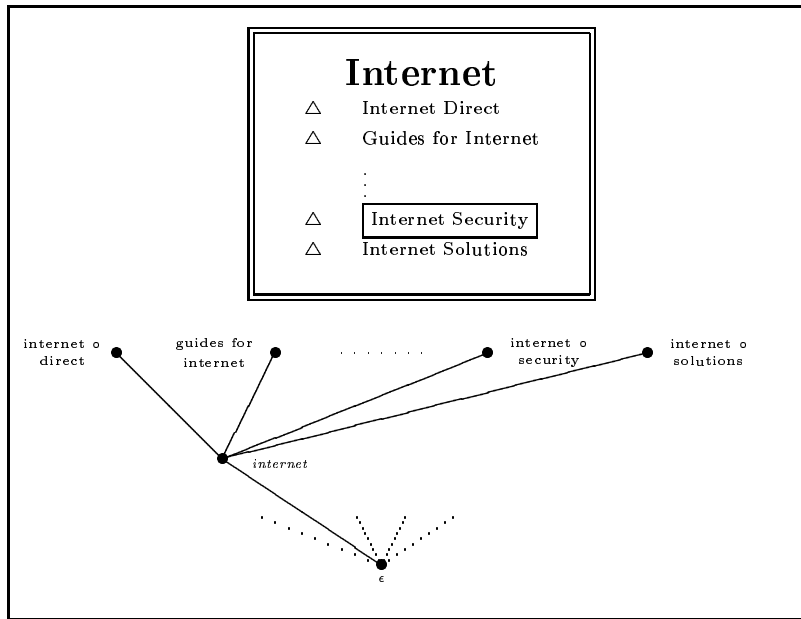 Internet
△ Internet Direct
△ Guides for Internet
.
.
.
△ Internet Security
△ Internet Solutions
internet ∘
direct
guides for
internet
. . . . . . .
internet ∘
security
internet ∘
solutions
internet
ϵ